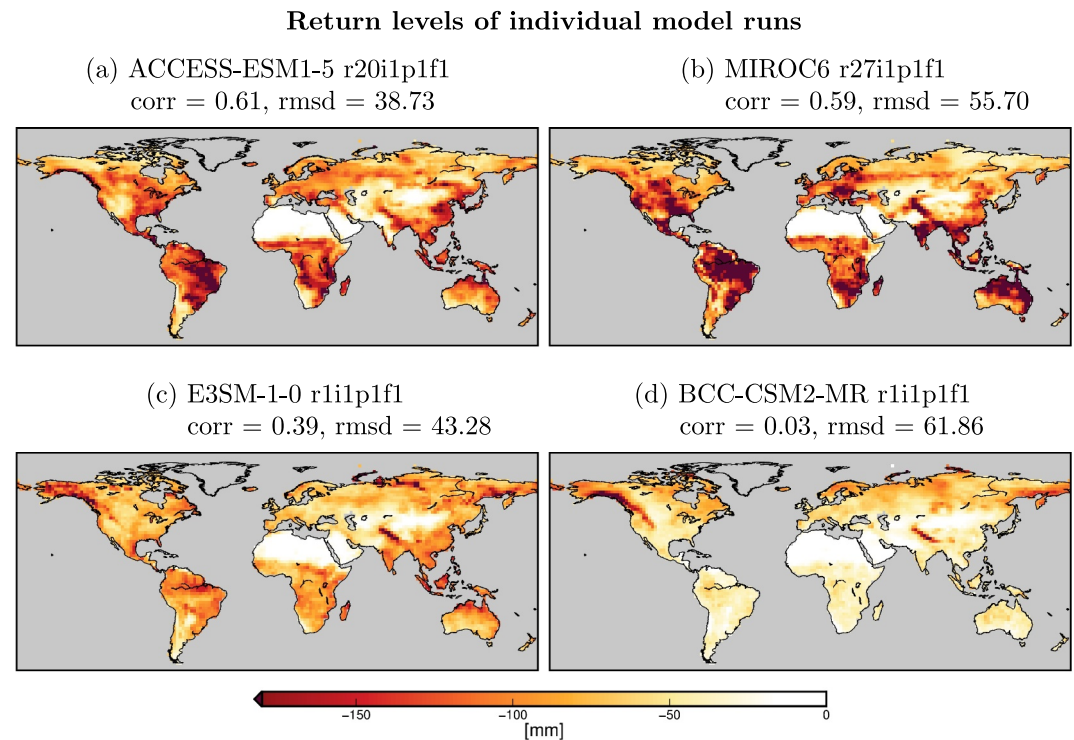 Return levels of individual model runs
(a) ACCESS-ESM1-5 r20i1p1f1
corr = 0.61, rmsd = 38.73
(b) MIROC6 r27i1p1f1
corr = 0.59, rmsd = 55.70
(c) E3SM-1-0 r1i1p1f1
corr = 0.39, rmsd = 43.28
(d) BCC-CSM2-MR r1i1p1f1
corr = 0.03, rmsd = 61.86
−150 −100 −50 0
[mm]